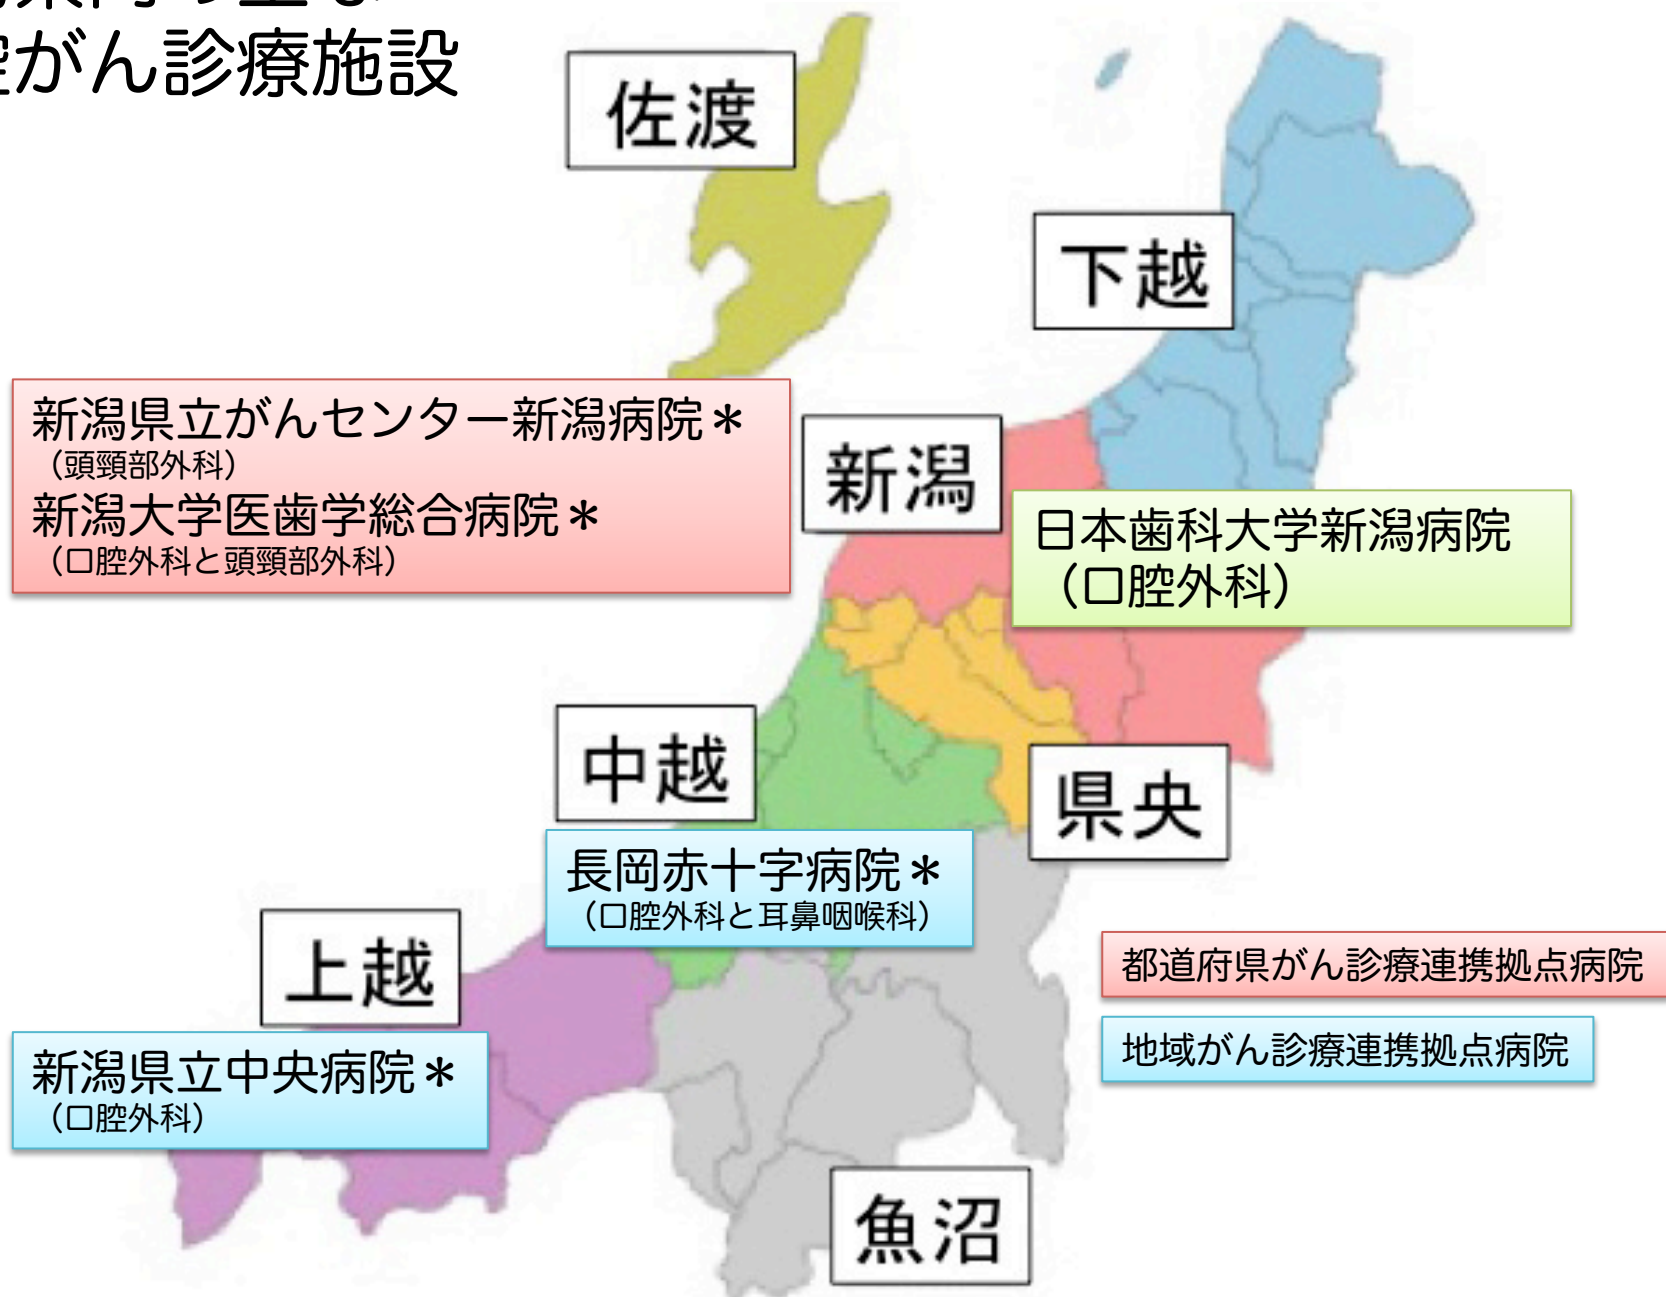 がん診療施設
佐渡
下越
新潟県立がんセンター新潟病院＊
（頭頸部外科）
新潟大学医歯学総合病院＊
（口腔外科と頭頸部外科）
新潟
日本歯科大学新潟病院
（口腔外科）
中越
県央
長岡赤十字病院＊
（口腔外科と耳鼻咽喉科）
上越
新潟県立中央病院＊
（口腔外科）
都道府県がん診療連携拠点病院
地域がん診療連携拠点病院
魚沼